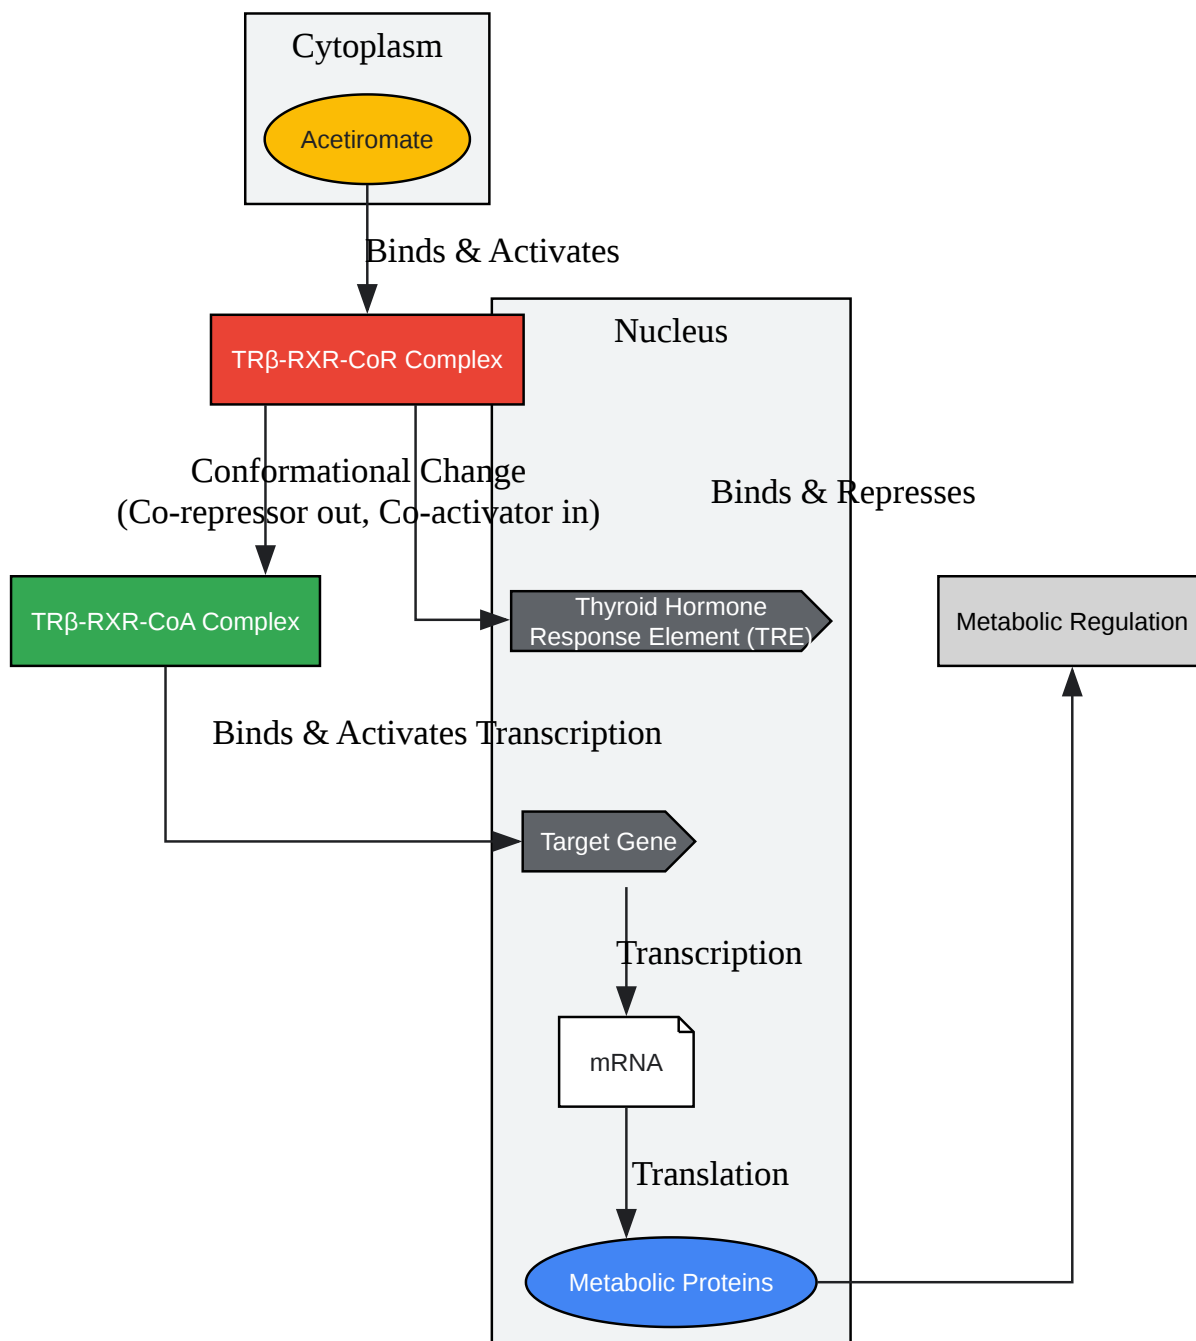 Cytoplasm
Acetiromate
Binds & Activates
Nucleus
TRβ-RXR-CoR Complex
Conformational Change
(Co-repressor out, Co-activator in)
Binds & Represses
Thyroid Hormone
Response Element (TRE)
TRβ-RXR-CoA Complex
Metabolic Regulation
Binds & Activates Transcription
Target Gene
Transcription
mRNA
Translation
Metabolic Proteins